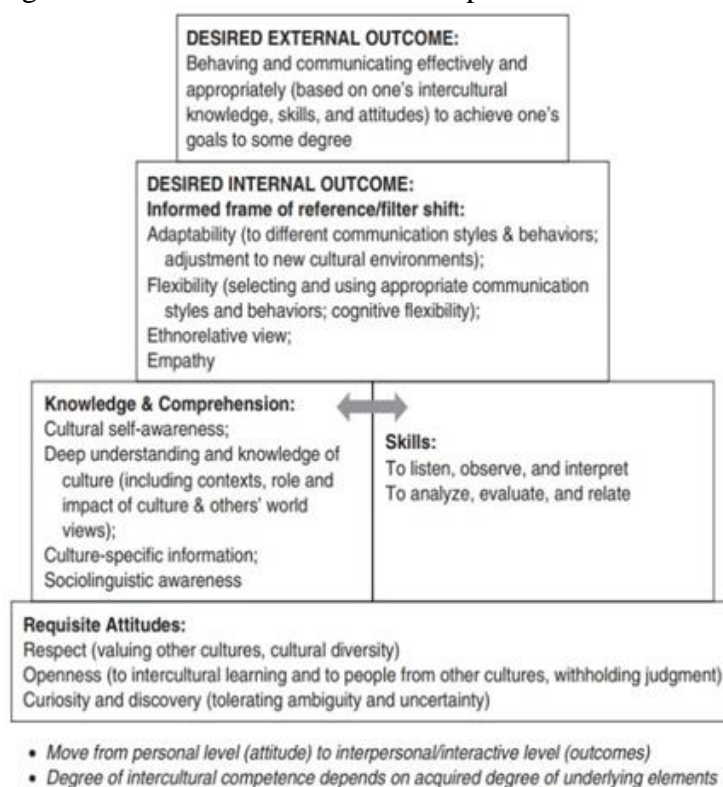 DESIRED EXTERNAL OUTCOME:
Behaving and communicating effectively and
appropriately (based on one's intercultural
knowledge, skills, and attitudes) to achieve one's
goals to some degree
DESIRED INTERNAL OUTCOME:
Informed frame of reference/filter shift:
Adaptability (to different communication styles & behaviors;
adjustment to new cultural environments);
Flexibility (selecting and using appropriate communication
styles and behaviors; cognitive flexibility);
Ethnorelative view;
Empathy
Knowledge & Comprehension:
Cultural self-awareness;
Deep understanding and knowledge of
culture (including contexts, role and
impact of culture & others' world
views);
Culture-specific information;
Sociolinguistic awareness
Skills:
To listen, observe, and interpret
To analyze, evaluate, and relate
Requisite Attitudes:
Respect (valuing other cultures, cultural diversity)
Openness (to intercultural learning and to people from other cultures, withholding judgment)
Curiosity and discovery (tolerating ambiguity and uncertainty)
• Move from personal level (attitude) to interpersonal/interactive level (outcomes)
• Degree of intercultural competence depends on acquired degree of underlying elements